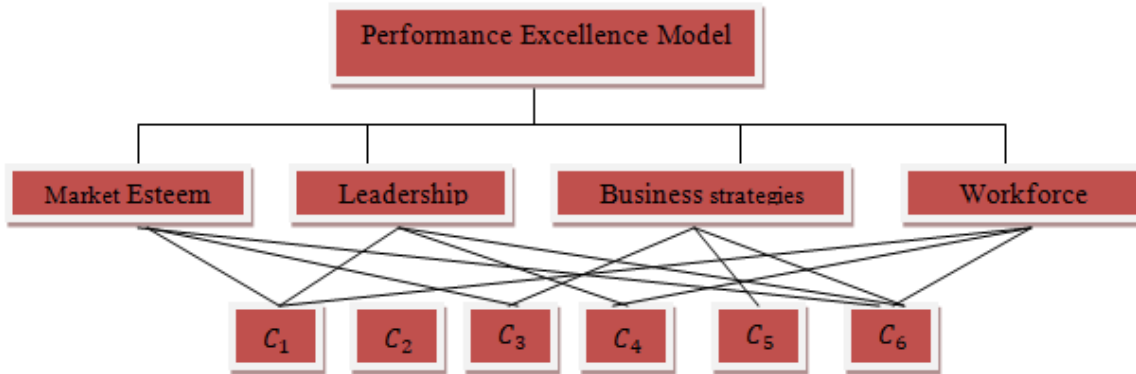 Performance Excellence Model
Market Esteem
Leadership
Business strategies
Workforce
C₁
C₂
C₃
C₄
C₅
C₆